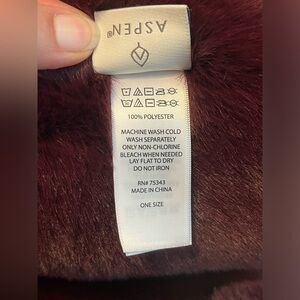 ASPEN®
100% POLYESTER
MACHINE WASH COLD
WASH SEPARATELY
ONLY NON-CHLORINE
BLEACH WHEN NEEDED
LAY FLAT TO DRY
DO NOT IRON
RN# 75343
MADE IN CHINA
ONE SIZE